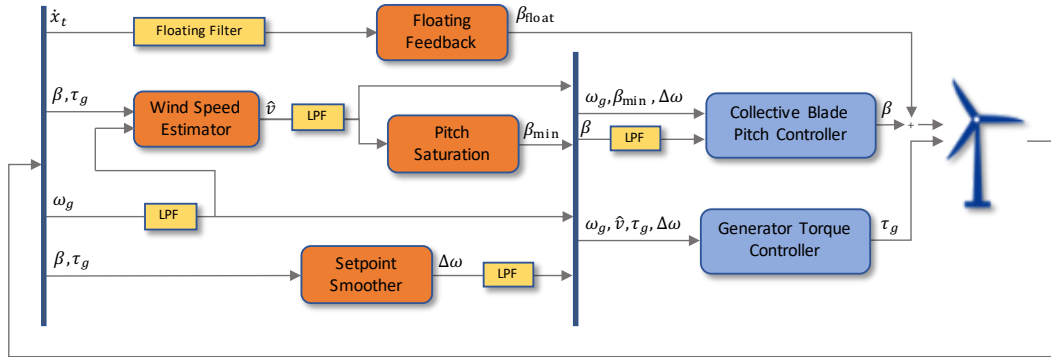 ẋ_t
Floating Filter
Floating
Feedback
β_float
β, τ_g
Wind Speed
Estimator
v̂
LPF
Pitch
Saturation
β_min
ω_g, β_min , Δω
β
LPF
Collective Blade
Pitch Controller
β
+
ω_g
LPF
ω_g, v̂, τ_g, Δω
Generator Torque
Controller
τ_g
β, τ_g
Setpoint
Smoother
Δω
LPF